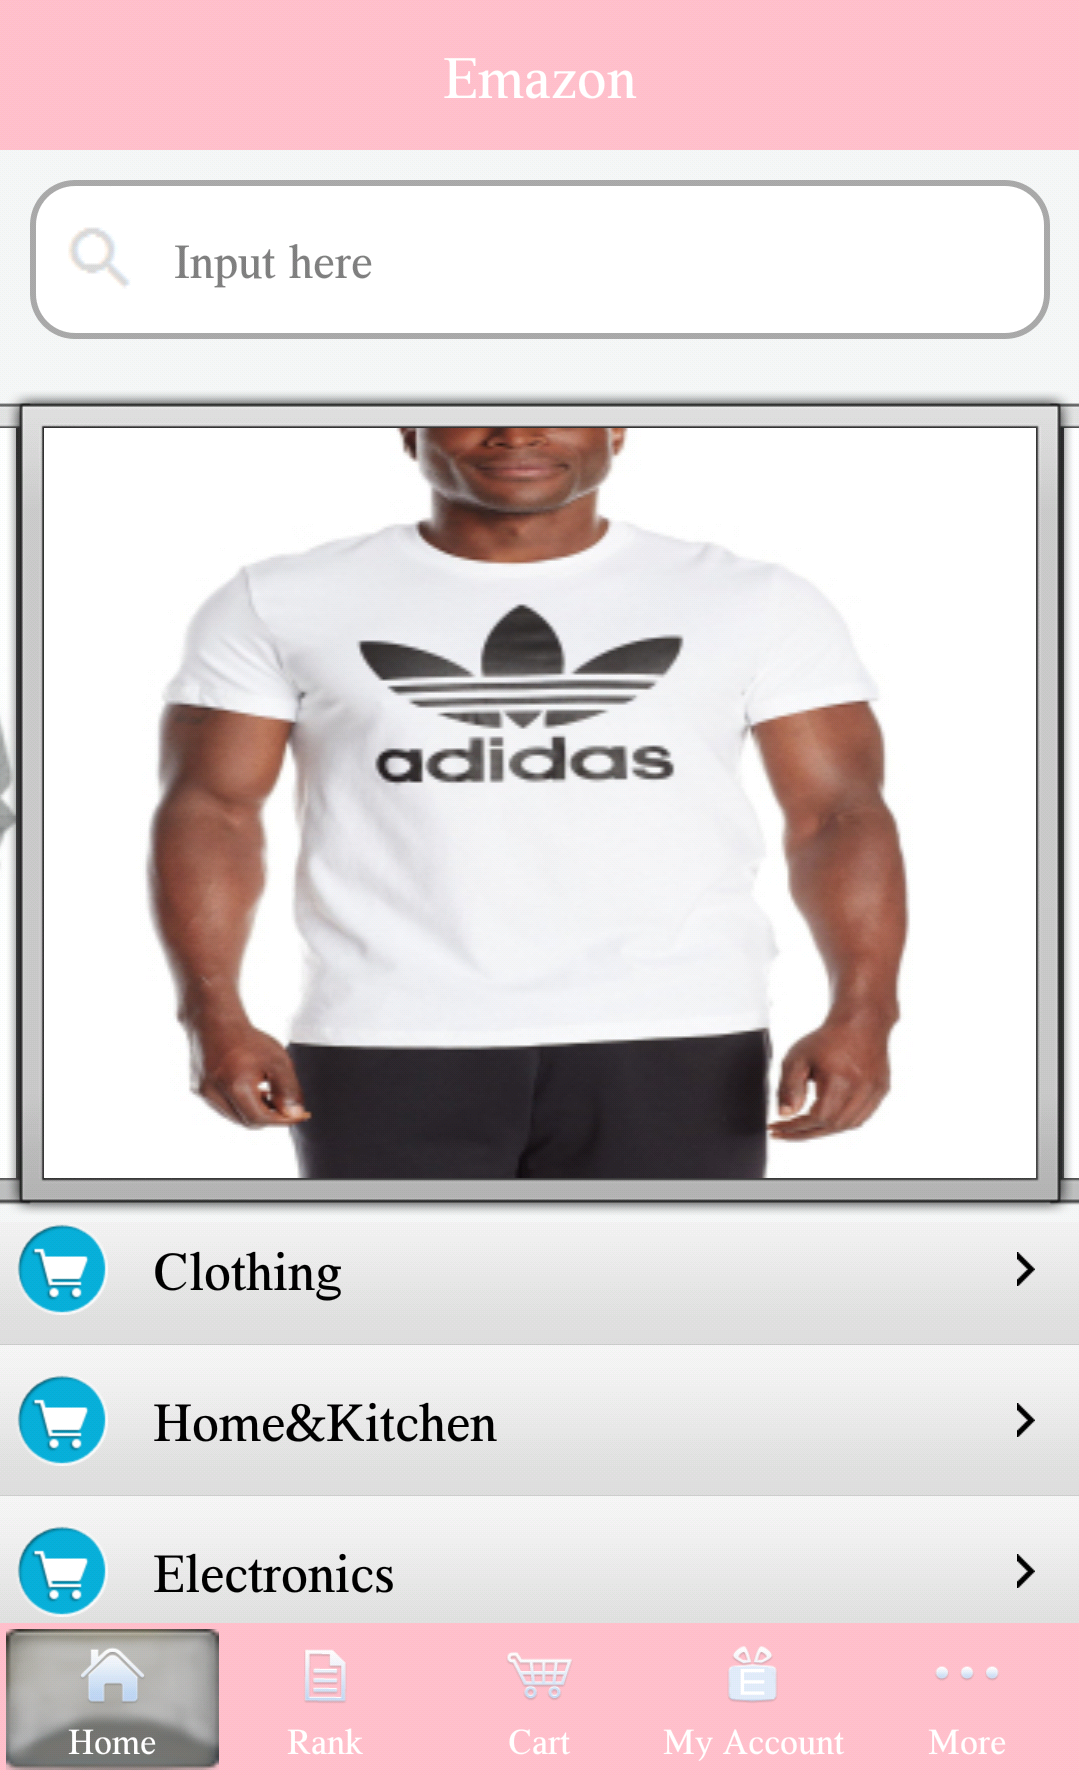 Emazon
Input here
adidas
Clothing
Home&Kitchen
Electronics
E
Home
Rank
Cart
My Account
More